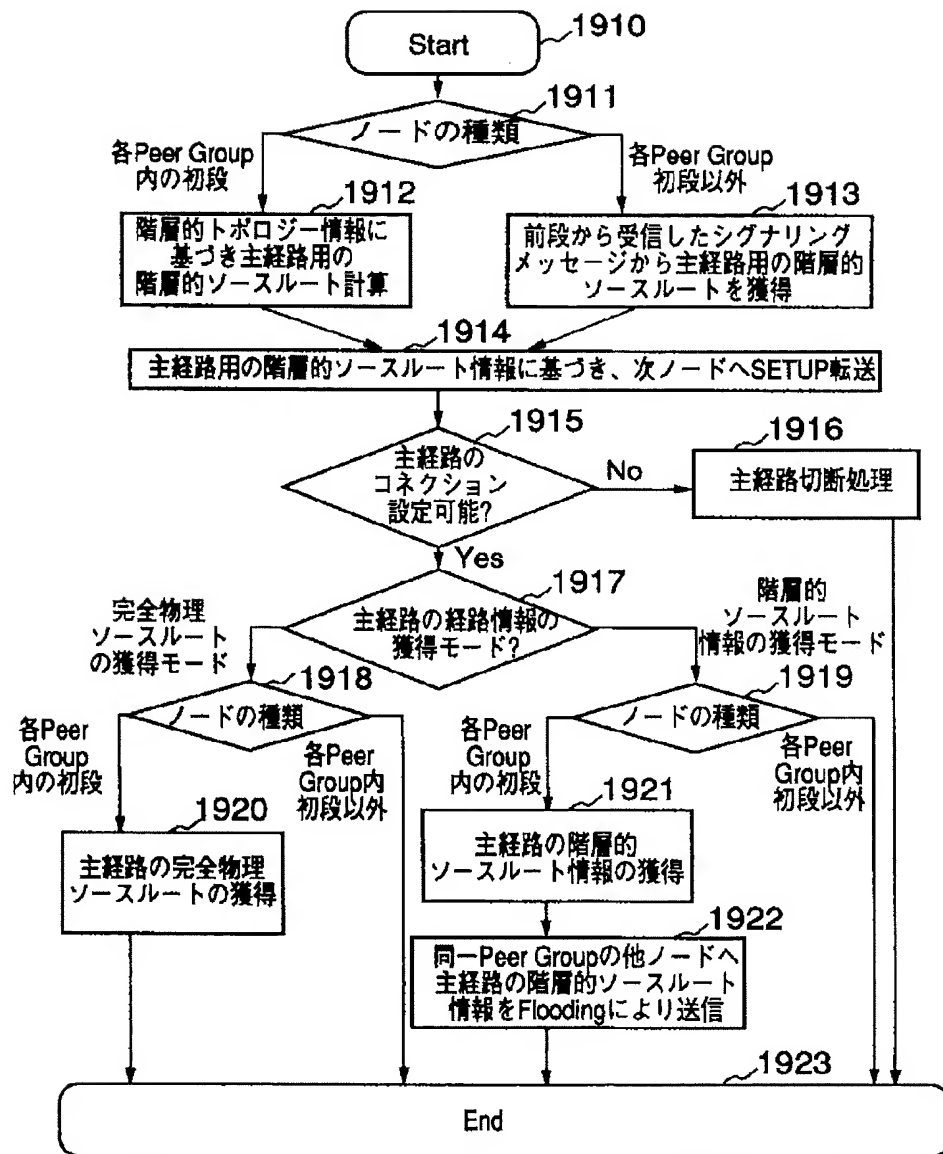 1910
Start
1911
ノードの種類
各Peer Group
内の初段
各Peer Group
初段以外
1912
階層的トポロジー情報に
基づき主経路用の
階層的ソースルート計算
1913
前段から受信したシグナリング
メッセージから主経路用の階層的
ソースルートを獲得
1914
主経路用の階層的ソースルート情報に基づき、次ノードへSETUP転送
1915
主経路の
コネクション
設定可能?
No
1916
主経路切断処理
Yes
1917
主経路の経路情報の
獲得モード?
完全物理
ソースルート
の獲得モード
階層的
ソースルート
情報の獲得モード
1918
ノードの種類
1919
ノードの種類
各Peer
Group
内の初段
各Peer
Group内
初段以外
各Peer
Group
内の初段
各Peer
Group内
初段以外
1920
主経路の完全物理
ソースルートの獲得
1921
主経路の階層的
ソースルート情報の獲得
1922
同一Peer Groupの他ノードへ
主経路の階層的ソースルート
情報をFloodingにより送信
1923
End